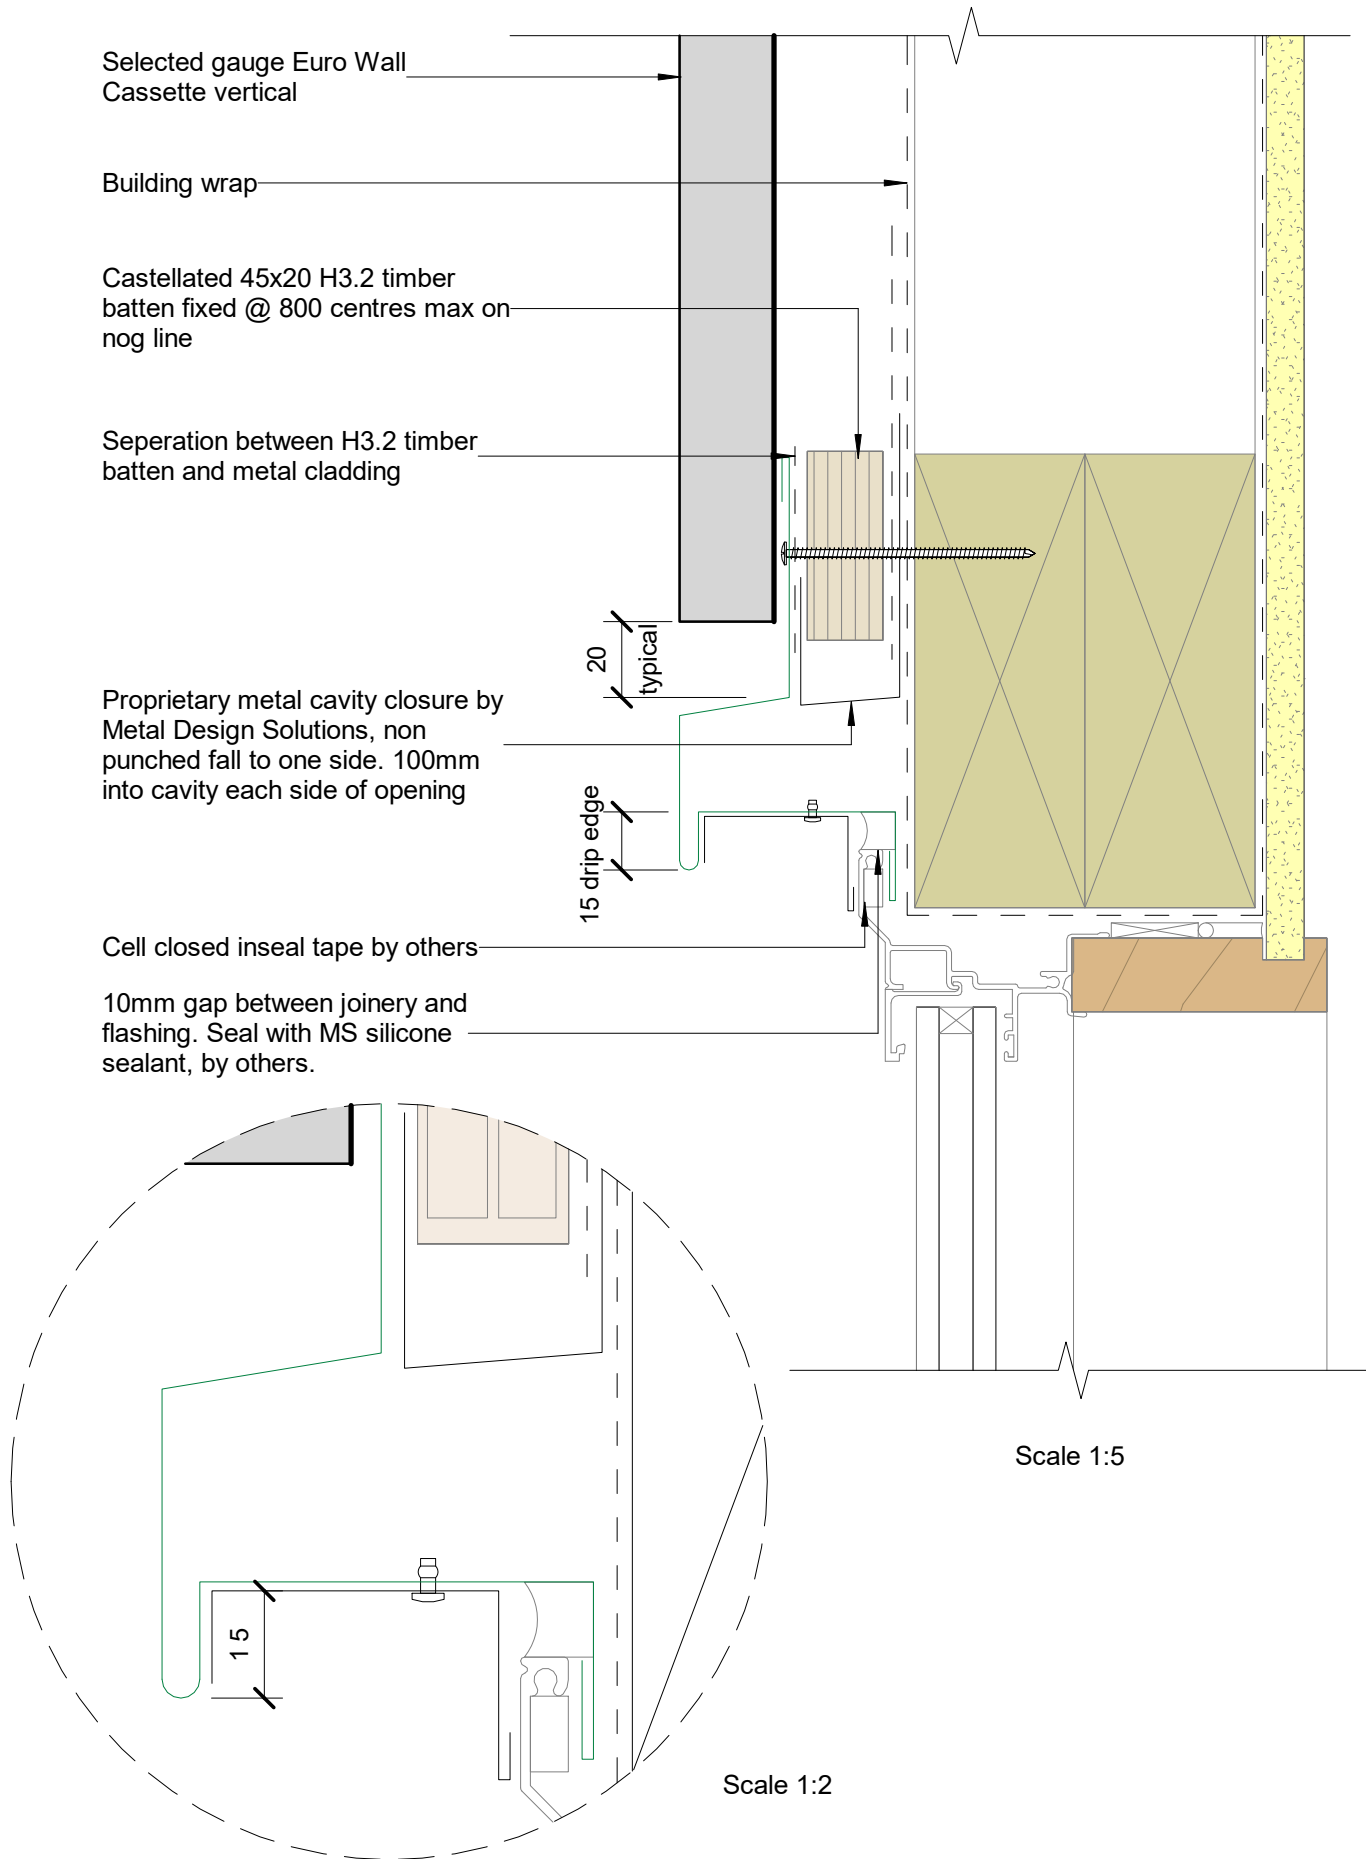 Selected gauge Euro Wall
Cassette vertical
Building wrap
Castellated 45x20 H3.2 timber
batten fixed @ 800 centres max on
nog line
Seperation between H3.2 timber
batten and metal cladding
20
typical
Proprietary metal cavity closure by
Metal Design Solutions, non
punched fall to one side. 100mm
into cavity each side of opening
15 drip edge
Cell closed inseal tape by others
10mm gap between joinery and
flashing. Seal with MS silicone
sealant, by others.
Scale 1:5
15
Scale 1:2